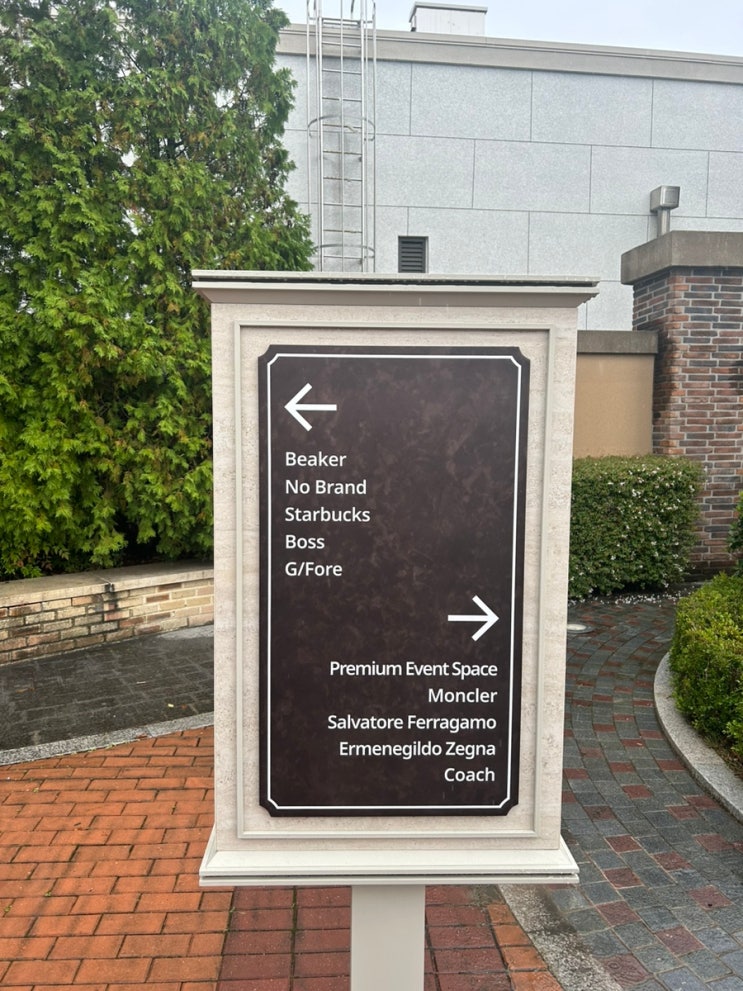 Beaker
No Brand
Starbucks
Boss
G/Fore
Premium Event Space
Moncler
Salvatore Ferragamo
Ermenegildo Zegna
Coach